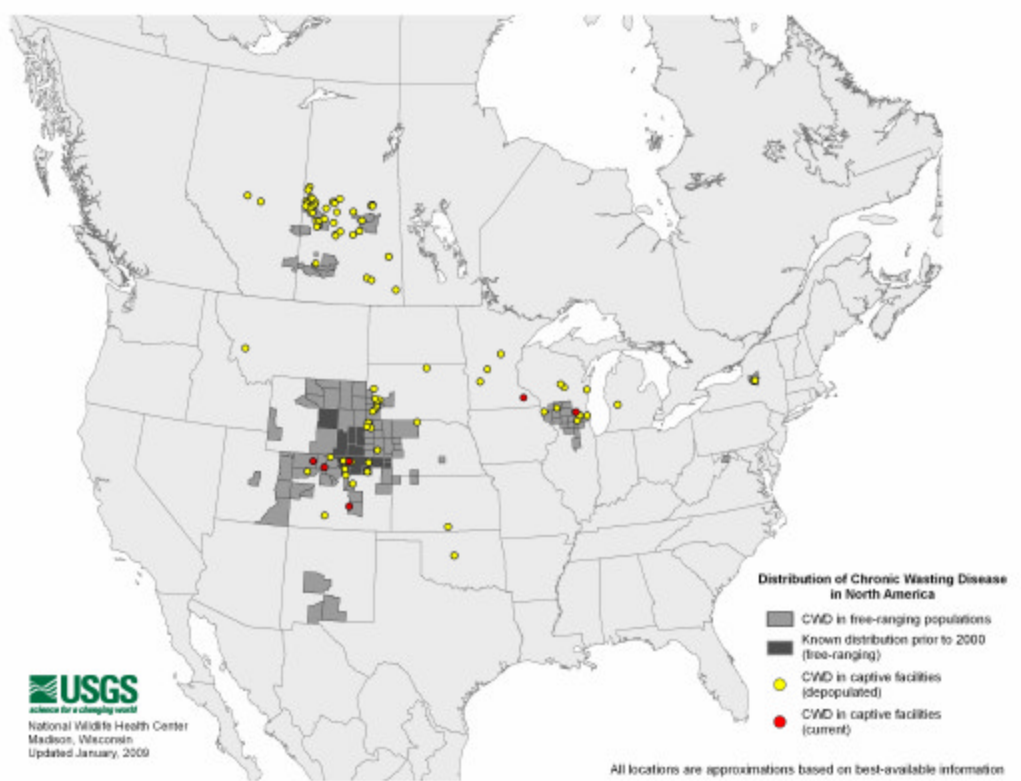 Distribution of Chronic Wasting Disease
in North America
CWD in free-ranging populations
Known distribution prior to 2000
(free-ranging)
CWD in captive facilities
(depopulated)
CWD in captive facilities
(current)
USGS
science for a changing world
National Wildlife Health Center
Madison, Wisconsin
Updated January, 2009
All locations are approximations based on best-available information